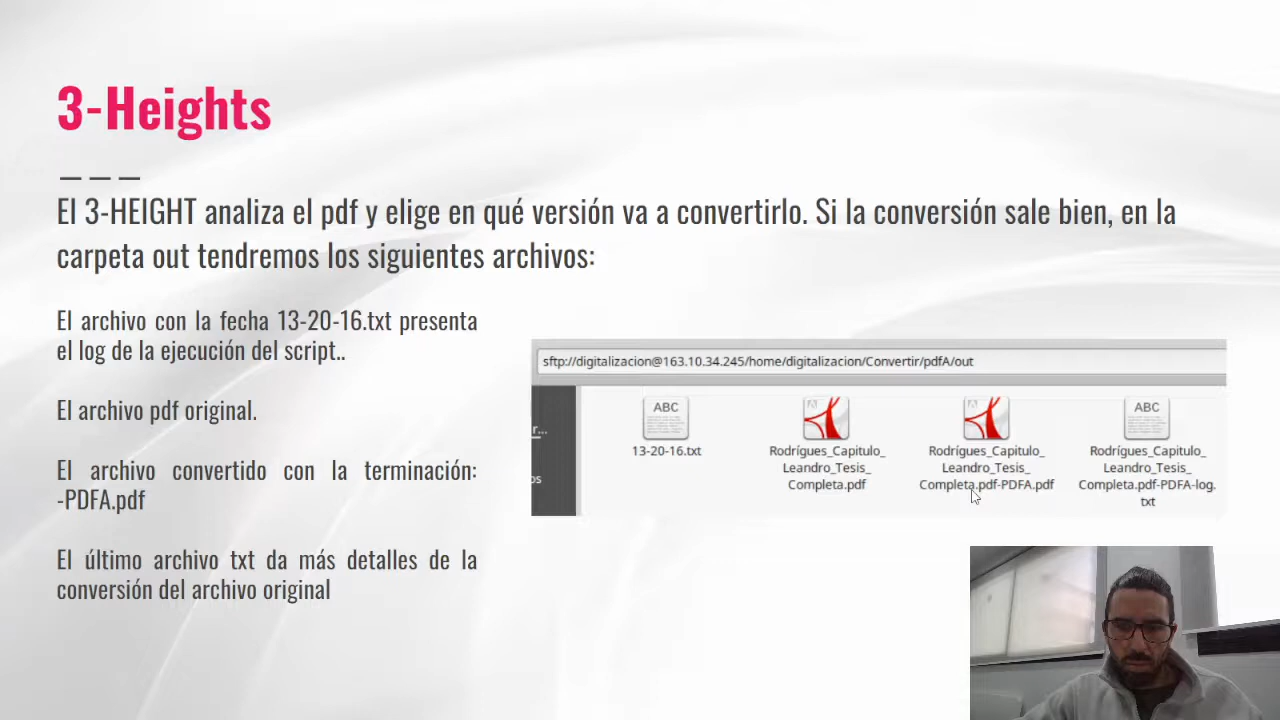 3-Heights
El 3-HEIGHT analiza el pdf y elige en qué versión va a convertirlo. Si la conversión sale bien, en la
carpeta out tendremos los siguientes archivos:
El archivo con la fecha 13-20-16.txt presenta
el log de la ejecución del script..
El archivo pdf original.
El archivo convertido con la terminación:
-PDFA.pdf
El último archivo txt da más detalles de la
conversión del archivo original
sftp://digitalizacion@163.10.34.245/home/digitalizacion/Convertir/pdfA/out
r...
os
ABC
13-20-16.txt
Rodrígues_Capitulo_
Leandro_Tesis_
Completa.pdf
Rodrígues_Capitulo_
Leandro_Tesis_
Completa.pdf-PDFA.pdf
ABC
Rodrígues_Capitulo_
Leandro_Tesis_
Completa.pdf-PDFA-log.
txt